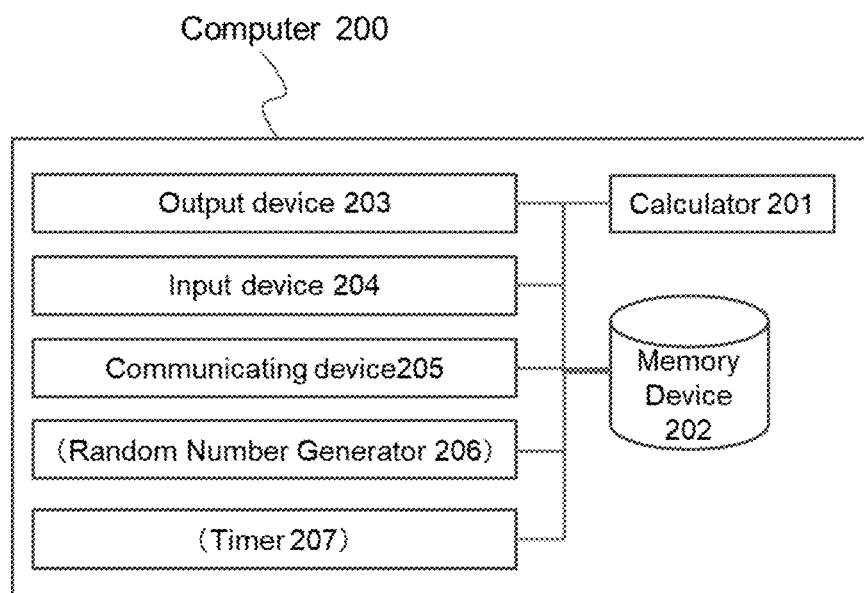 Computer 200
Output device 203
Calculator 201
Input device 204
Communicating device205
Memory
Device
202
（Random Number Generator 206）
（Timer 207）